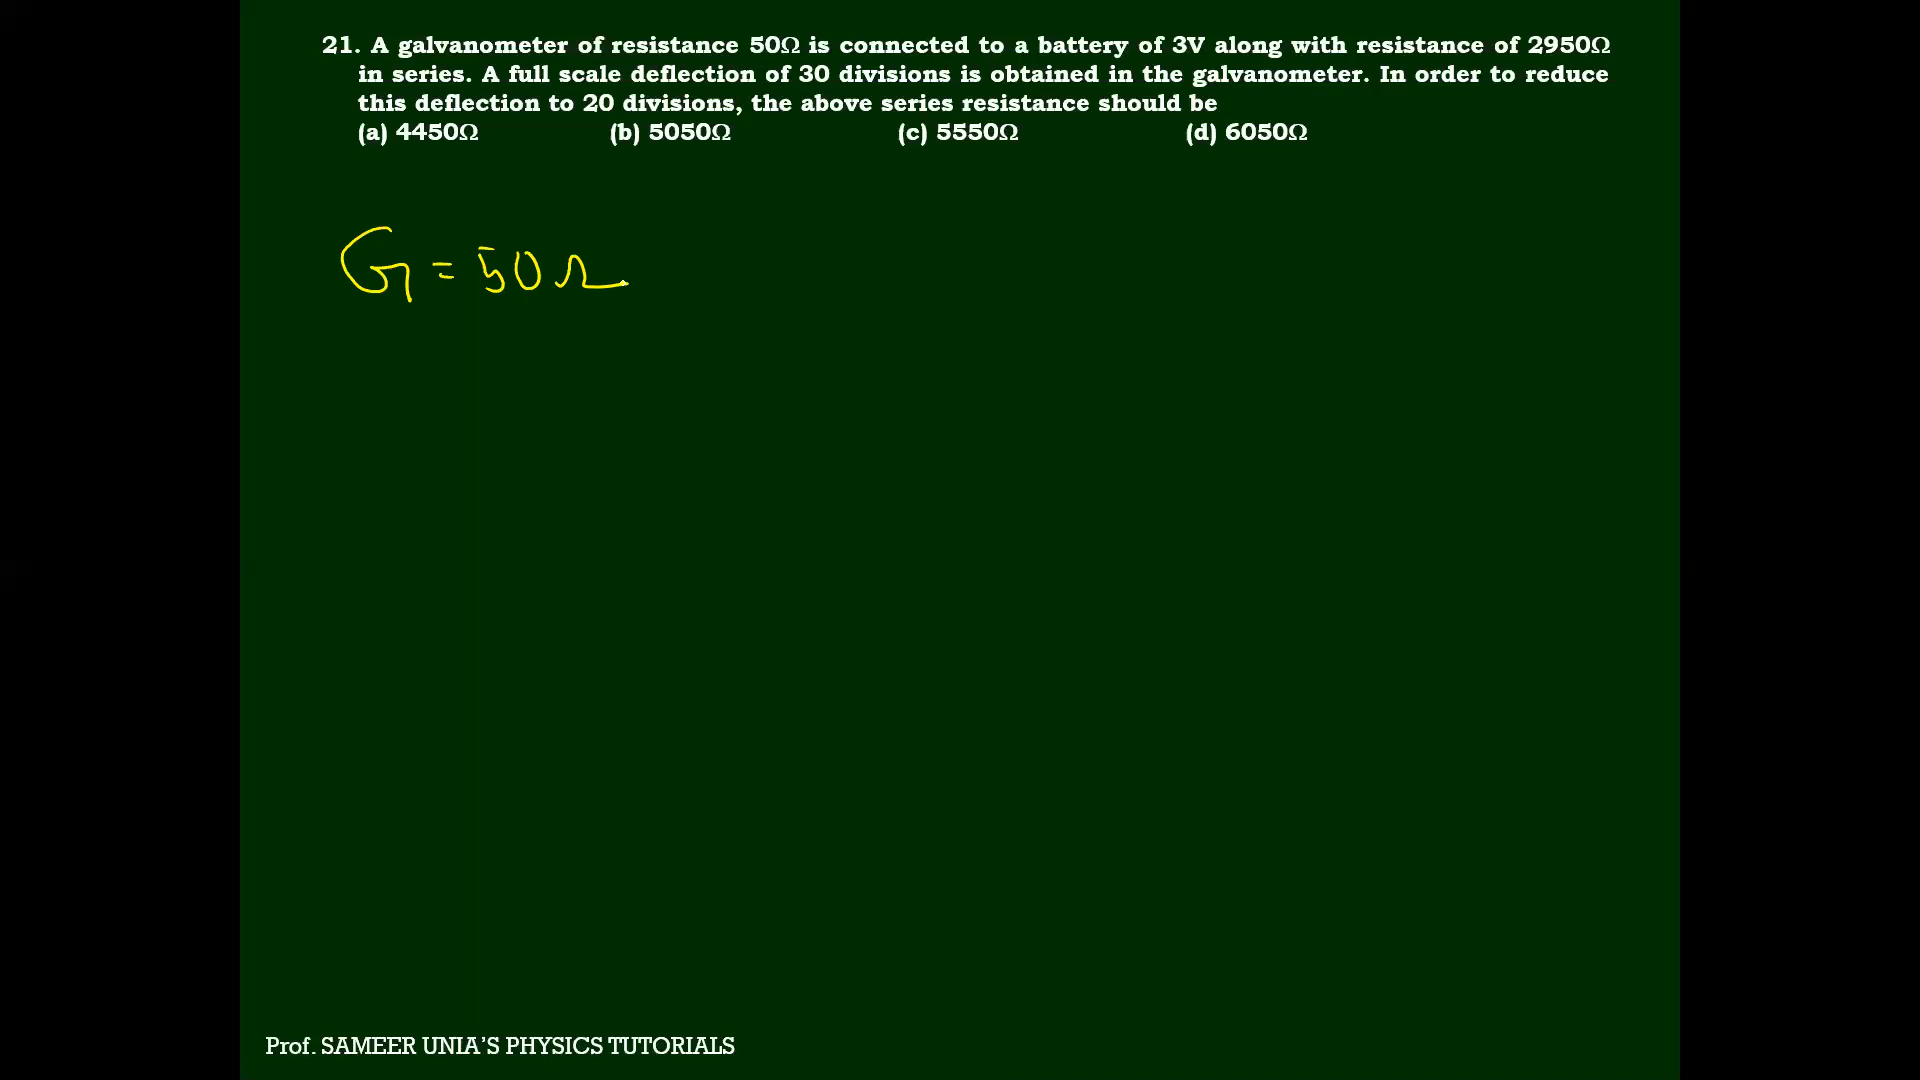 21. A galvanometer of resistance 50Ω is connected to a battery of 3V along with resistance of 2950Ω
in series. A full scale deflection of 30 divisions is obtained in the galvanometer. In order to reduce
this deflection to 20 divisions, the above series resistance should be
(a) 4450Ω (b) 5050Ω (c) 5550Ω (d) 6050Ω
G = 50 Ω
Prof. SAMEER UNIA’S PHYSICS TUTORIALS